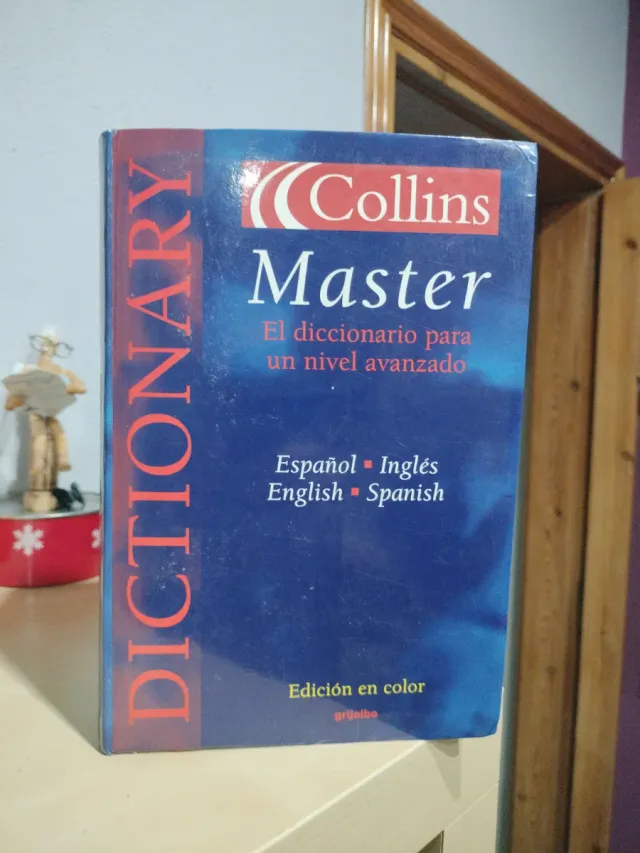 DICTIONARY
Collins
Master
El diccionario para
un nivel avanzado
Español ▪ Inglés
English ▪ Spanish
Edición en color
grijalbo